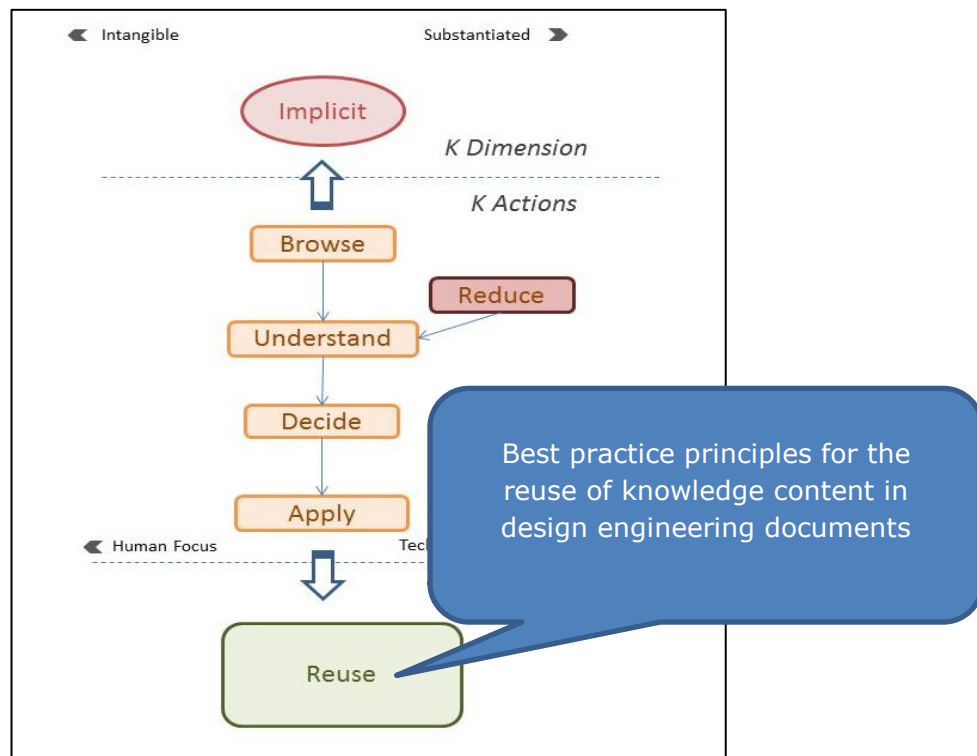 Intangible Substantiated
Implicit
K Dimension
K Actions
Browse
Reduce
Understand
Decide
Best practice principles for the
reuse of knowledge content in
design engineering documents
Apply
Human Focus
Reuse